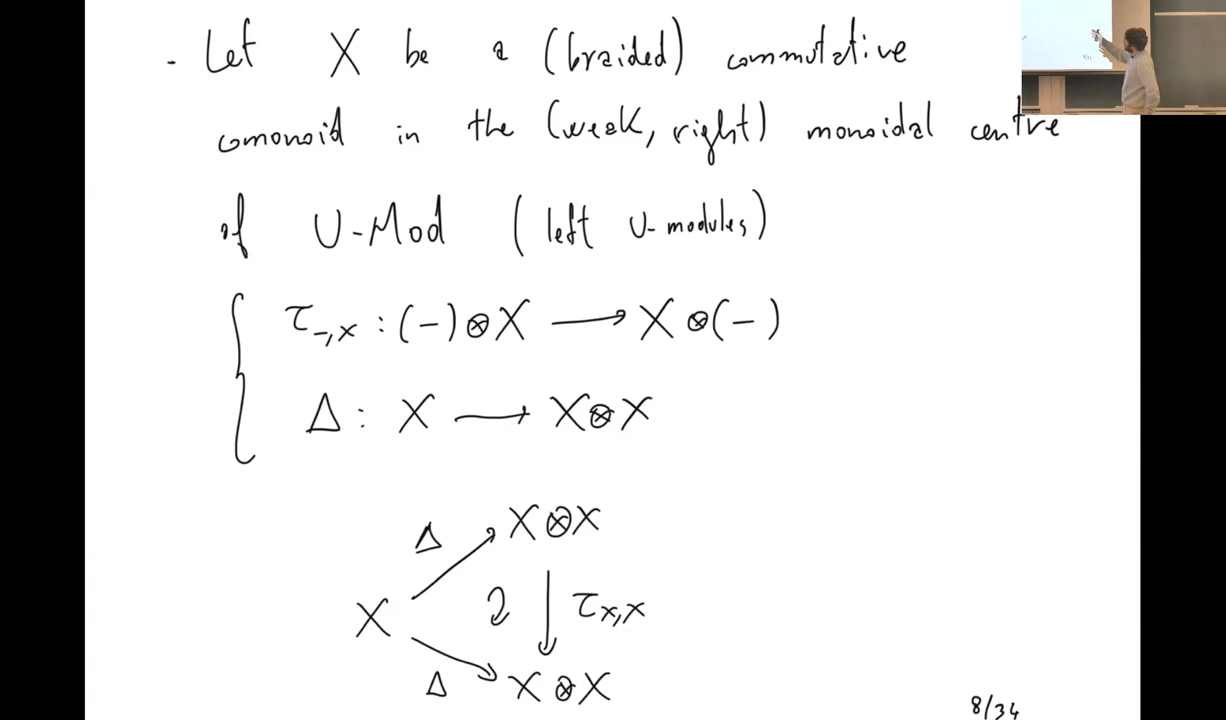 · Let X be a (braided) commutative
comonoid in the (weak, right) monoidal centre
of U-Mod (left U-modules)
τ_{-,X} : (-)⊗X ⟶ X⊗(-)
Δ : X ⟶ X⊗X
Δ X⊗X
X τ_{X,X}
Δ X⊗X
8/34